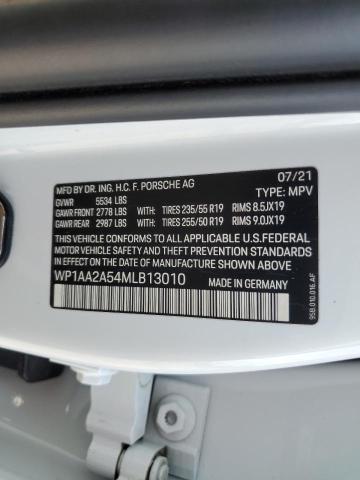 MFD BY DR. ING. H.C. F. PORSCHE AG 07/21
GVWR 5534 LBS TYPE: MPV
GAWR FRONT 2778 LBS WITH: TIRES 235/55 R19 RIMS 8.5JX19
GAWR REAR 2987 LBS WITH: TIRES 255/50 R19 RIMS 9.0JX19
THIS VEHICLE CONFORMS TO ALL APPLICABLE U.S.FEDERAL
MOTOR VEHICLE SAFETY AND THEFT PREVENTION STANDARDS
IN EFFECT ON THE DATE OF MANUFACTURE SHOWN ABOVE.
WP1AA2A54MLB13010 MADE IN GERMANY
95B.010.016.AF